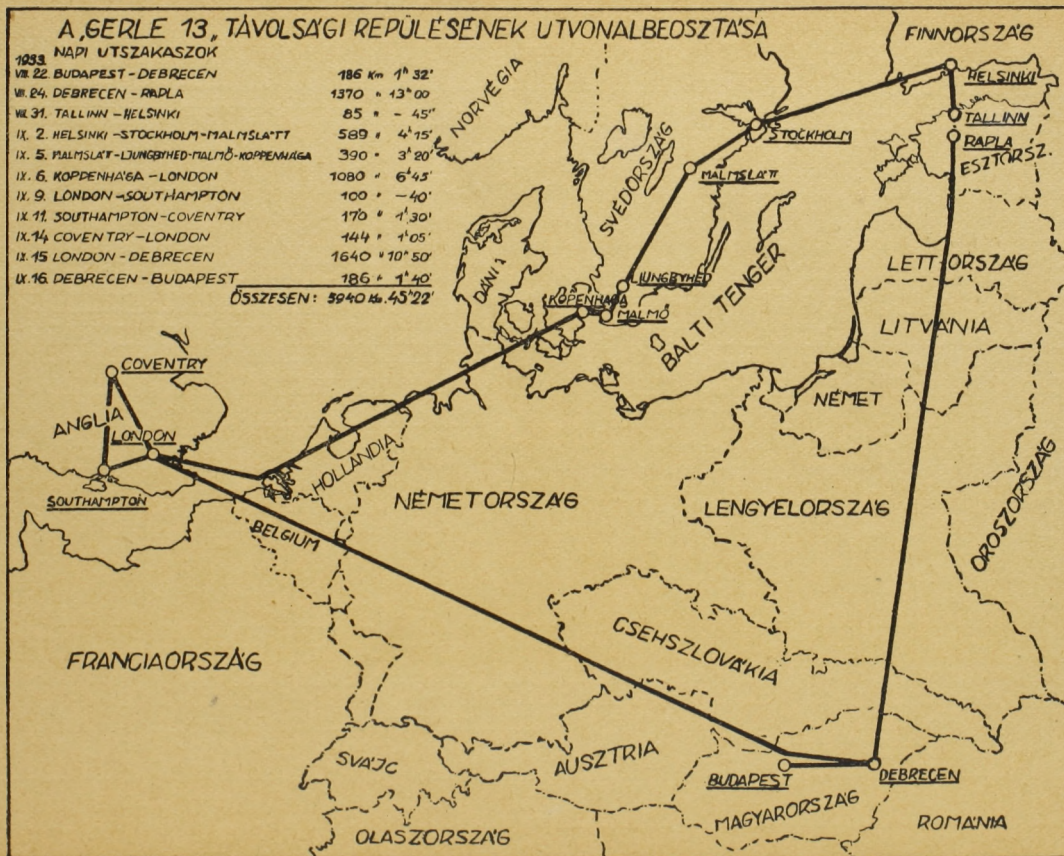 A „GERLE 13„ TÁVOLSÁGI REPÜLÉSÉNEK UTVONALBEOSZTÁSA
1933. NAPI UTSZAKASZOK
VIII. 22. BUDAPEST-DEBRECEN 186 Km 1h 32'
VIII. 24. DEBRECEN - RAPLA 1370 " 13h 00
VIII. 31. TALLINN - HELSINKI 85 " - 45"
IX. 2. HELSINKI - STOCKHOLM - MALMSLATT 589 " 4h 15'
IX. 5. MALMSLÄTT-LJUNGBYHED-MALMÖ-KOPPENHÁGA 390 " 3h 20'
IX. 6. KOPPENHÁGA - LONDON 1080 " 6h 45'
IX. 9. LONDON - SOUTHAMPTON 100 " -40'
IX. 11. SOUTHAMPTON-COVENTRY 170 " 1h 30'
IX. 14 COVENTRY - LONDON 144 " 1h 05'
IX. 15 LONDON - DEBRECEN 1640 " 10h 50'
IX. 16. DEBRECEN - BUDAPEST 186 " 1h 40'
ÖSSZESEN: 5940 Km. 45h 22'
FINNORSZÁG
HELSINKI
TALLINN
RAPLA
ESZTORSZ.
NORVÉGIA
SVÉDORSZÁG
STOCKHOLM
MALMSLÄTT
LJUNGBYHED
DÁNIA
KOPENHAGA
MALMÖ
BALTI TENGER
LETTORSZÁG
LITVÁNIA
NÉMET
COVENTRY
ANGLIA
LONDON
SOUTHAMPTON
HOLLANDIA
BELGIUM
NÉMETORSZÁG
LENGYELORSZÁG
OROSZORSZÁG
CSEHSZLOVÁKIA
FRANCIAORSZÁG
SVÁJC
AUSZTRIA
BUDAPEST
DEBRECEN
MAGYARORSZÁG
OLASZORSZÁG
ROMÁNIA